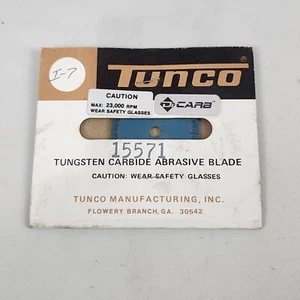 I-7
TUNCO
CAUTION
MAX: 23,000 RPM
WEAR SAFETY GLASSES
CARB
15571
TUNGSTEN CARBIDE ABRASIVE BLADE
CAUTION: WEAR SAFETY GLASSES
TUNCO MANUFACTURING, INC.
FLOWERY BRANCH, GA. 30542